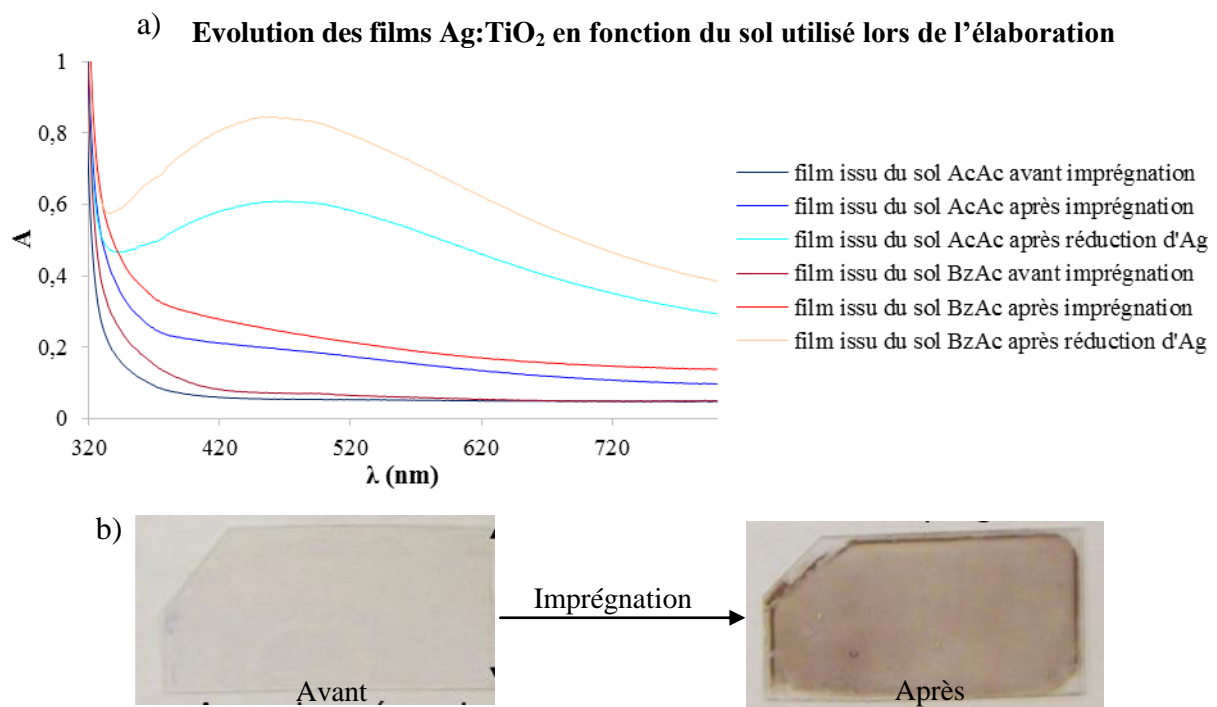 a) Evolution des films Ag:TiO₂ en fonction du sol utilisé lors de l’élaboration
1
0,8
0,6
0,4
0,2
0
A
320 420 520 620 720
λ (nm)
film issu du sol AcAc avant imprégnation
film issu du sol AcAc après imprégnation
film issu du sol AcAc après réduction d'Ag
film issu du sol BzAc avant imprégnation
film issu du sol BzAc après imprégnation
film issu du sol BzAc après réduction d'Ag
b)
Imprégnation
Avant
Après